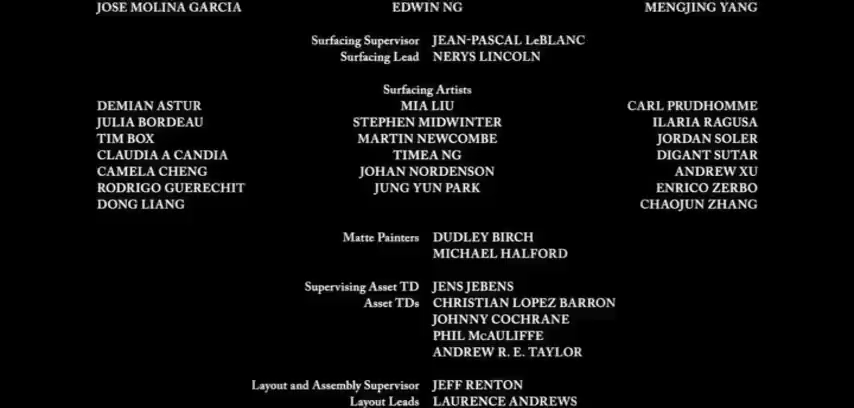 JOSE MOLINA GARCIA EDWIN NG MENGJING YANG
Surfacing Supervisor JEAN-PASCAL LeBLANC
Surfacing Lead NERYS LINCOLN
Surfacing Artists
DEMIAN ASTUR MIA LIU CARL PRUDHOMME
JULIA BORDEAU STEPHEN MIDWINTER ILARIA RAGUSA
TIM BOX MARTIN NEWCOMBE JORDAN SOLER
CLAUDIA A CANDIA TIMEA NG DIGANT SUTAR
CAMELA CHENG JOHAN NORDENSON ANDREW XU
RODRIGO GUERECHIT JUNG YUN PARK ENRICO ZERBO
DONG LIANG CHAOJUN ZHANG
Matte Painters DUDLEY BIRCH
MICHAEL HALFORD
Supervising Asset TD JENS JEBENS
Asset TDs CHRISTIAN LOPEZ BARRON
JOHNNY COCHRANE
PHIL McAULIFFE
ANDREW R. E. TAYLOR
Layout and Assembly Supervisor JEFF RENTON
Layout Leads LAURENCE ANDREWS